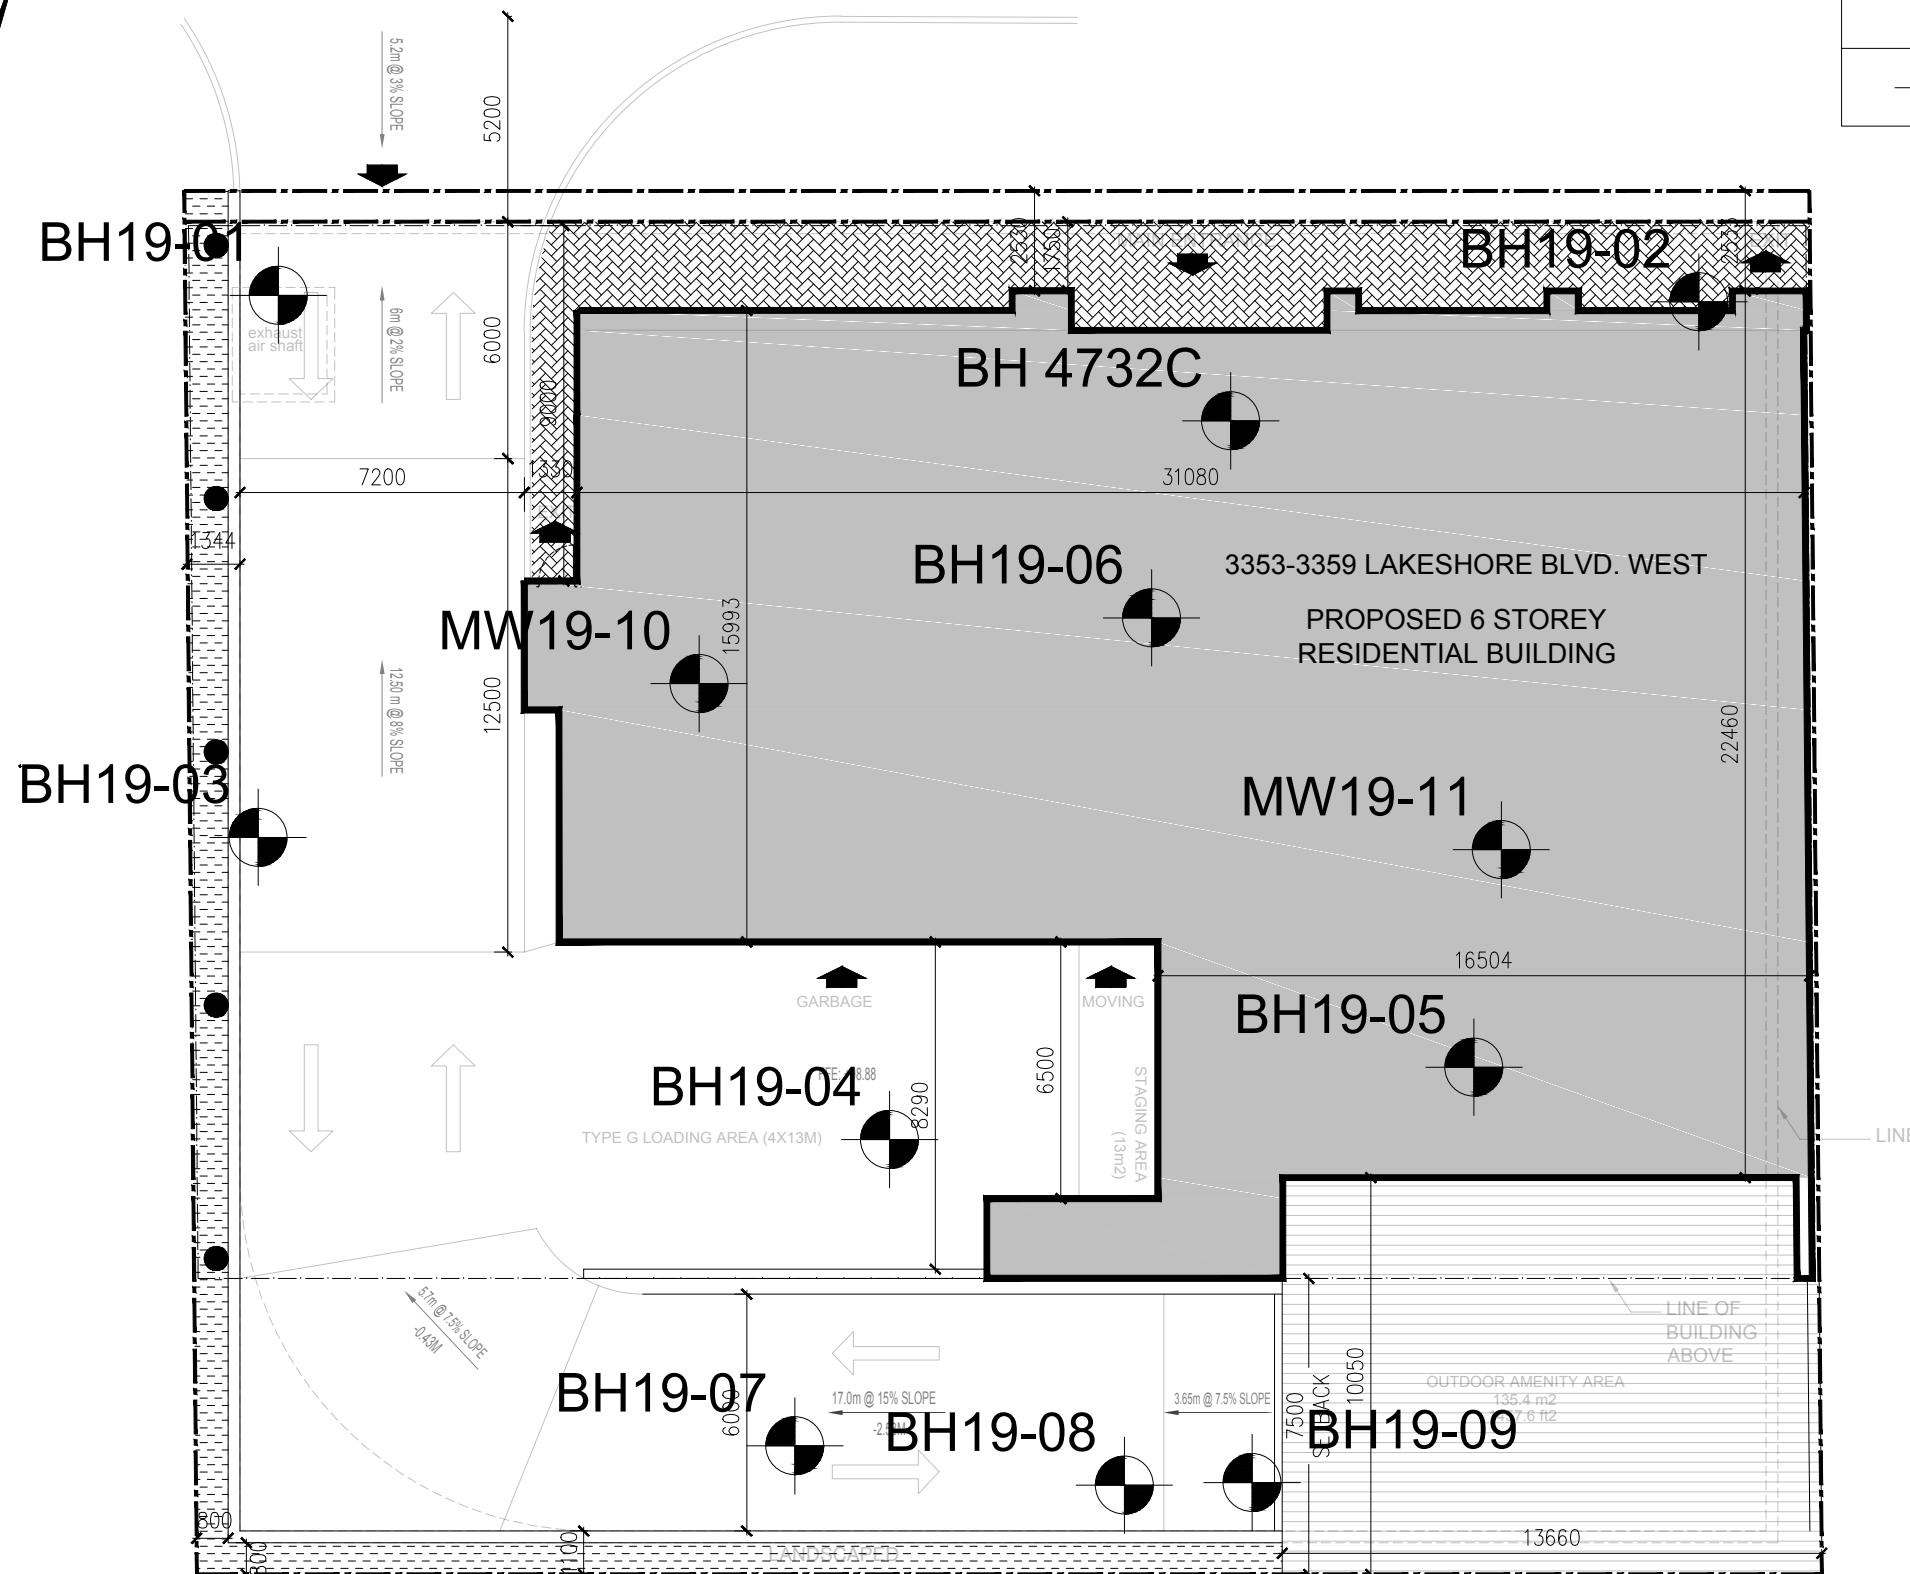 5.2m @ 3% SLOPE
5200
BH19-01
2530
1750
MAIN ENTRANCE
BH19-02
2535
exhaust
air shaft
6m @ 2% SLOPE
6000
9000
BH 4732C
7200
1330
31080
1344
BH19-06
3353-3359 LAKESHORE BLVD. WEST
PROPOSED 6 STOREY
RESIDENTIAL BUILDING
MW19-10
15993
12.50 m @ 8% SLOPE
12500
22460
BH19-03
MW19-11
16504
GARBAGE
MOVING
BH19-05
BH19-04
8290
6500
STAGING AREA
(13m2)
TYPE G LOADING AREA (4X13M)
LINE OF
BUILDING
ABOVE
5.7m @ 7.5% SLOPE
-0.43M
BH19-07
6000
17.0m @ 15% SLOPE
BH19-08
3.65m @ 7.5% SLOPE
7500
SETBACK
10050
OUTDOOR AMENITY AREA
135.4 m2
BH19-09
800
800
1100
LANDSCAPED
13660